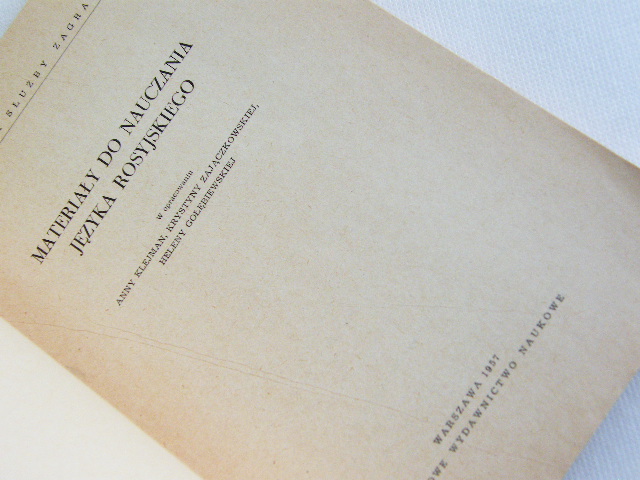 SŁUŻBY ZAGRA
MATERIAŁY DO NAUCZANIA
JĘZYKA ROSYJSKIEGO
w opracowaniu
ANNY KLEJMAN, KRYSTYNY ZAJĄCZKOWSKIEJ,
HELENY GOŁĘBIEWSKIEJ
WARSZAWA 1957
OWE WYDAWNICTWO NAUKOWE